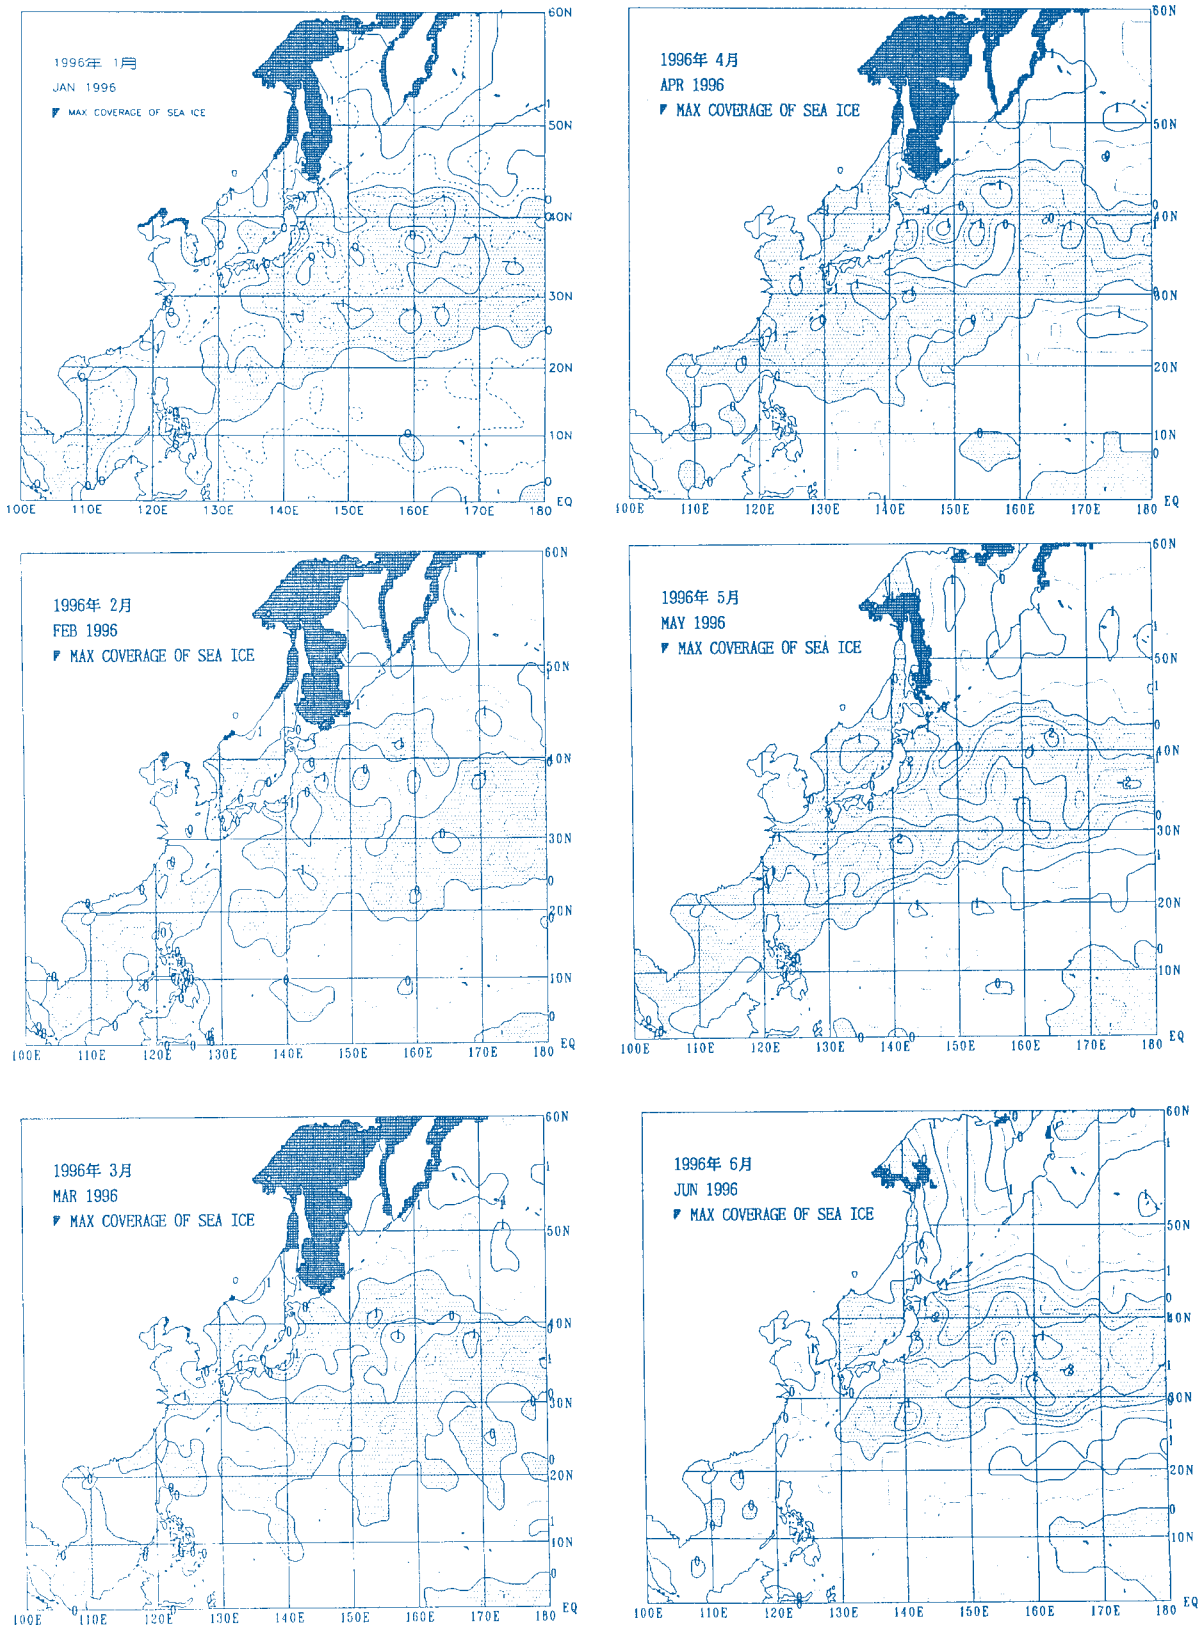 1996年 1月
JAN 1996
MAX COVERAGE OF SEA ICE
60N
50N
40N
30N
20N
10N
EQ
100E 110E 120E 130E 140E 150E 160E 170E 180
1996年 4月
APR 1996
MAX COVERAGE OF SEA ICE
60N
50N
40N
30N
20N
10N
EQ
100E 110E 120E 130E 140E 150E 160E 170E 180
1996年 2月
FEB 1996
MAX COVERAGE OF SEA ICE
60N
50N
40N
30N
20N
10N
EQ
100E 110E 120E 130E 140E 150E 160E 170E 180
1996年 5月
MAY 1996
MAX COVERAGE OF SEA ICE
60N
50N
40N
30N
20N
10N
EQ
100E 110E 120E 130E 140E 150E 160E 170E 180
1996年 3月
MAR 1996
MAX COVERAGE OF SEA ICE
60N
50N
40N
30N
20N
10N
EQ
100E 110E 120E 130E 140E 150E 160E 170E 180
1996年 6月
JUN 1996
MAX COVERAGE OF SEA ICE
60N
50N
40N
30N
20N
10N
EQ
100E 110E 120E 130E 140E 150E 160E 170E 180